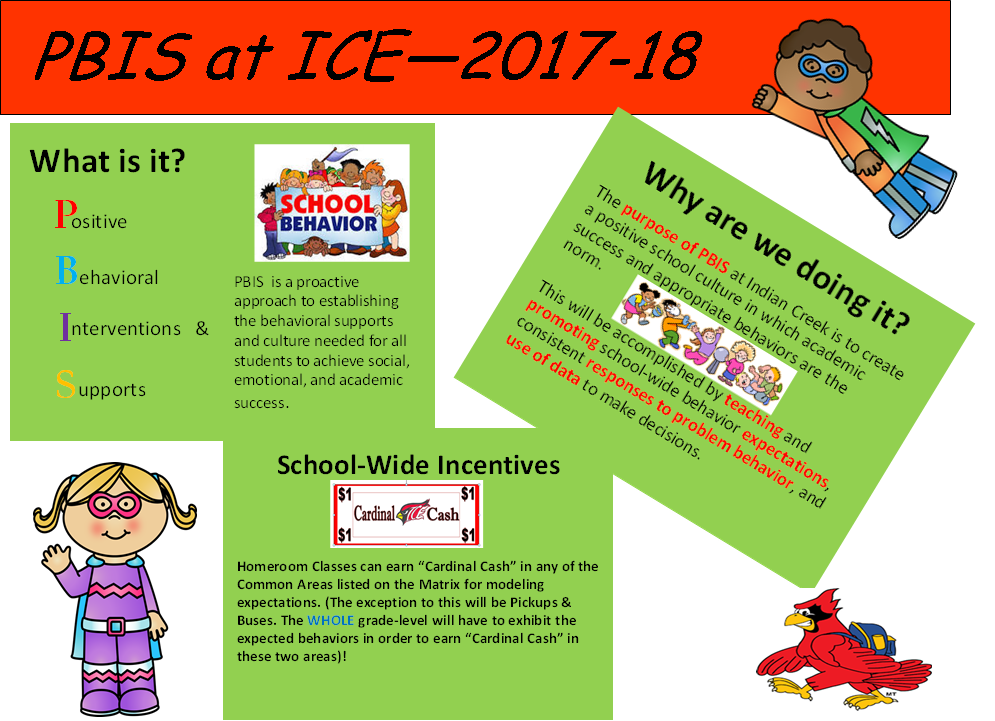 PBIS at ICE—2017-18
What is it?
Positive
Behavioral
Interventions &
Supports
SCHOOL
BEHAVIOR
PBIS is a proactive
approach to establishing
the behavioral supports
and culture needed for all
students to achieve social,
emotional, and academic
success.
Why are we doing it?
The purpose of PBIS at Indian Creek is to create
a positive school culture in which academic
success and appropriate behaviors are the
norm.
This will be accomplished by teaching and
promoting school-wide behavior expectations,
consistent responses to problem behavior, and
use of data to make decisions.
School-Wide Incentives
$1 $1
Cardinal Cash
$1 $1
Homeroom Classes can earn “Cardinal Cash” in any of the
Common Areas listed on the Matrix for modeling
expectations. (The exception to this will be Pickups &
Buses. The WHOLE grade-level will have to exhibit the
expected behaviors in order to earn “Cardinal Cash” in
these two areas)!
MT